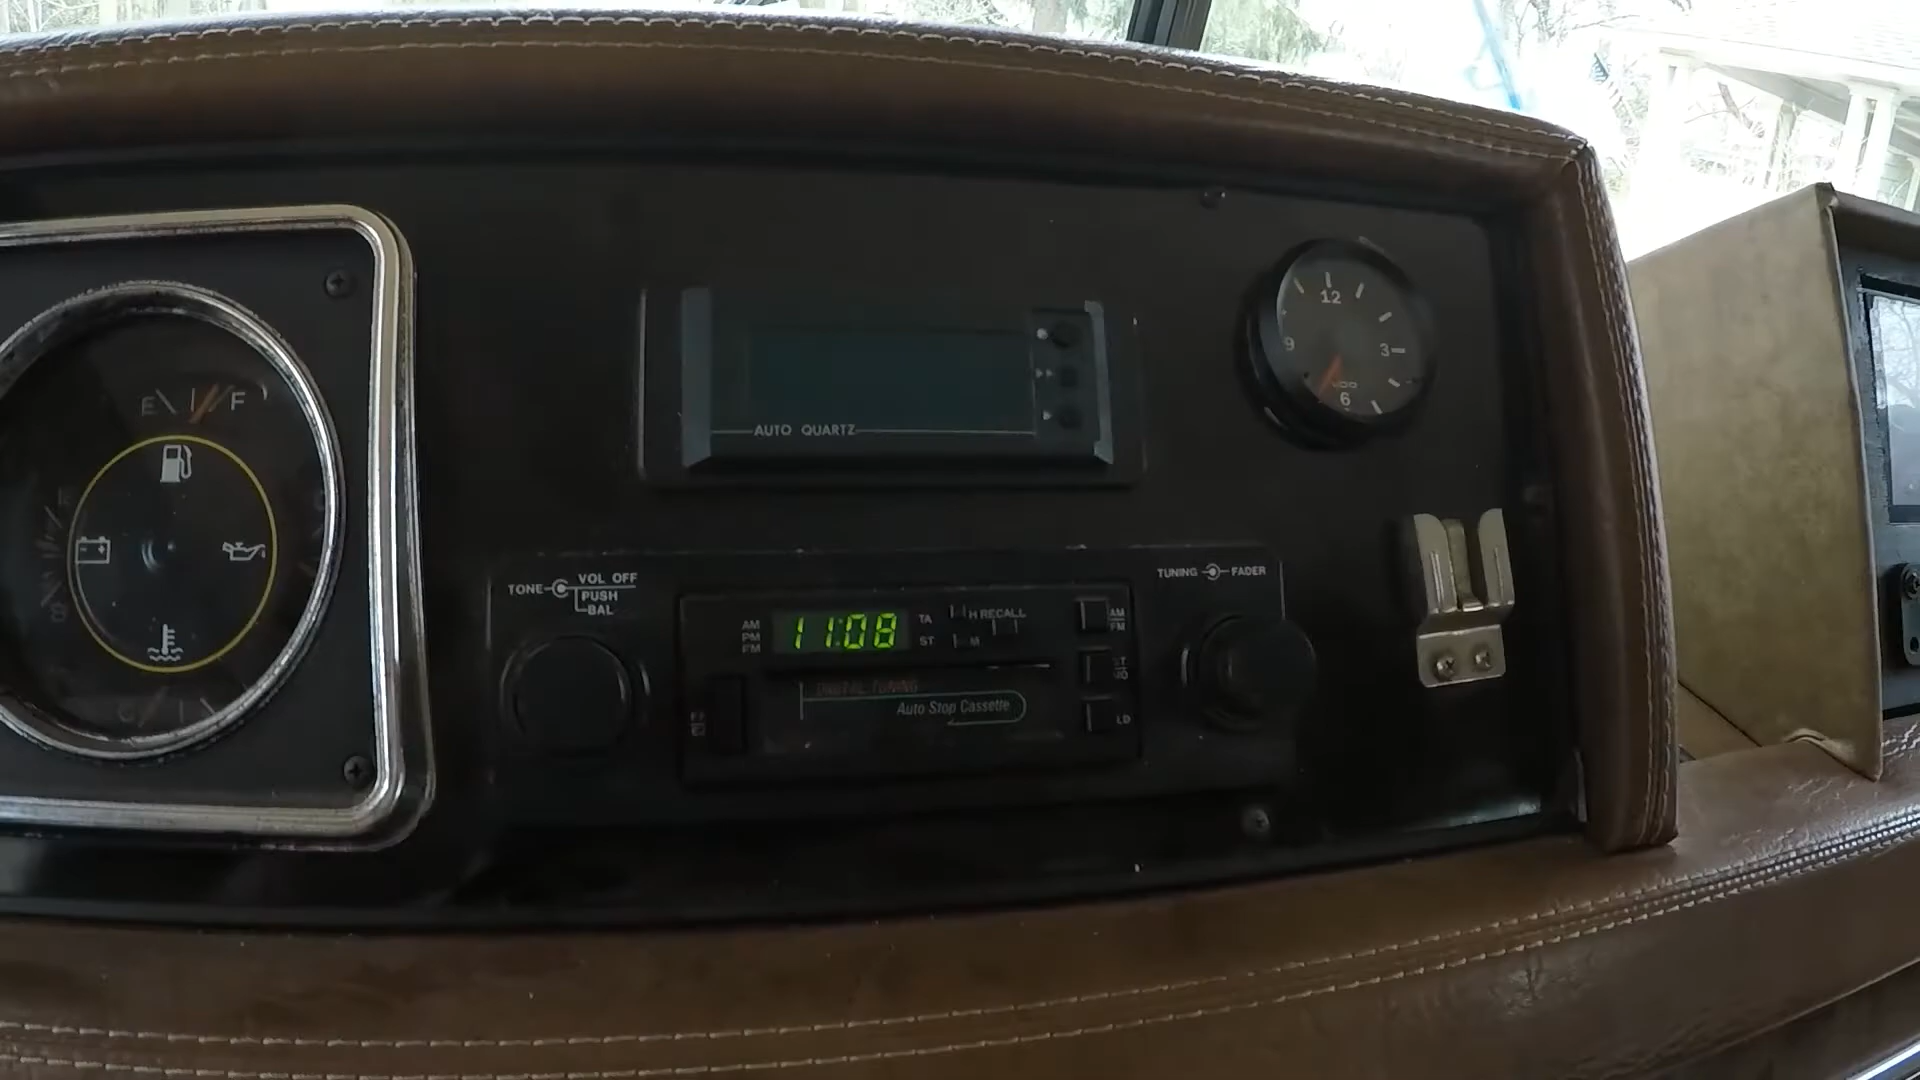 E
F
12
9
3
VDO
6
AUTO QUARTZ
TONE
VOL OFF
PUSH
BAL
TUNING
FADER
AM
PM
FM
11:08
TA
ST
H RECALL
M
AM
FM
DIGITAL TUNING
Auto Stop Cassette
C